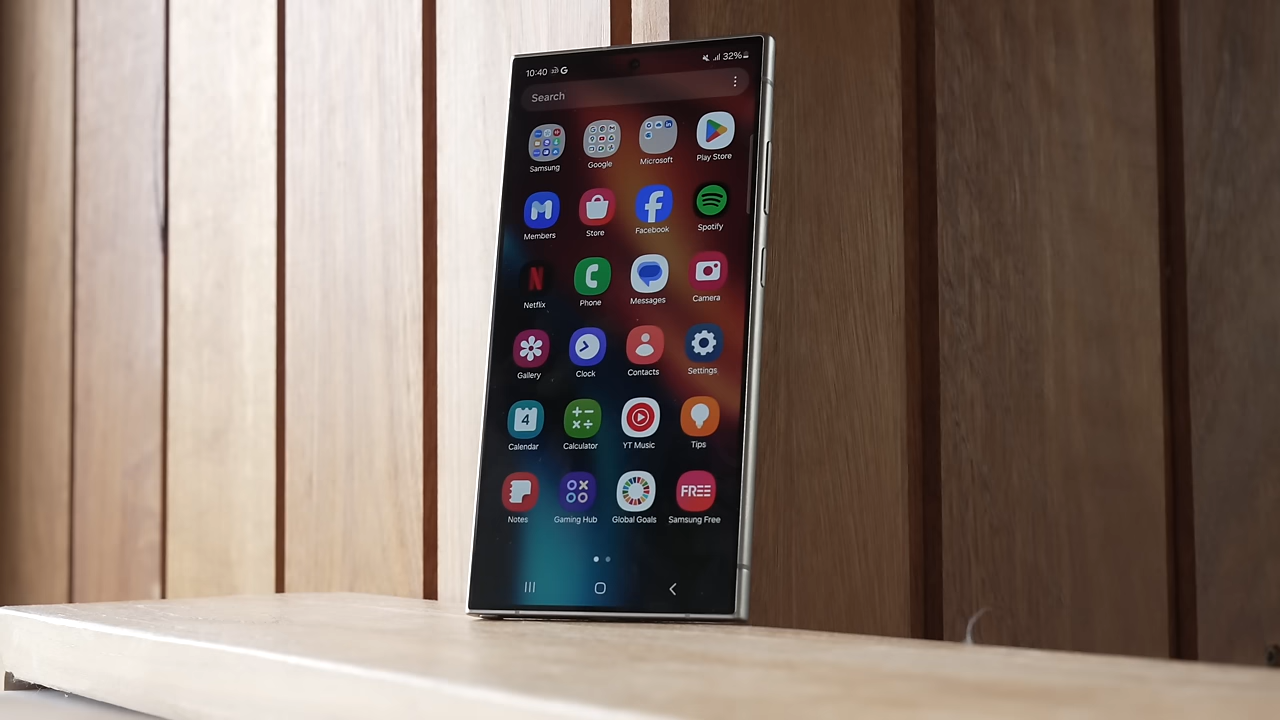 10:40 G 32%
Search
Samsung Google Microsoft Play Store
Members Store Facebook Spotify
Netflix Phone Messages Camera
Gallery Clock Contacts Settings
4
Calendar Calculator YT Music Tips
FREE
Notes Gaming Hub Global Goals Samsung Free